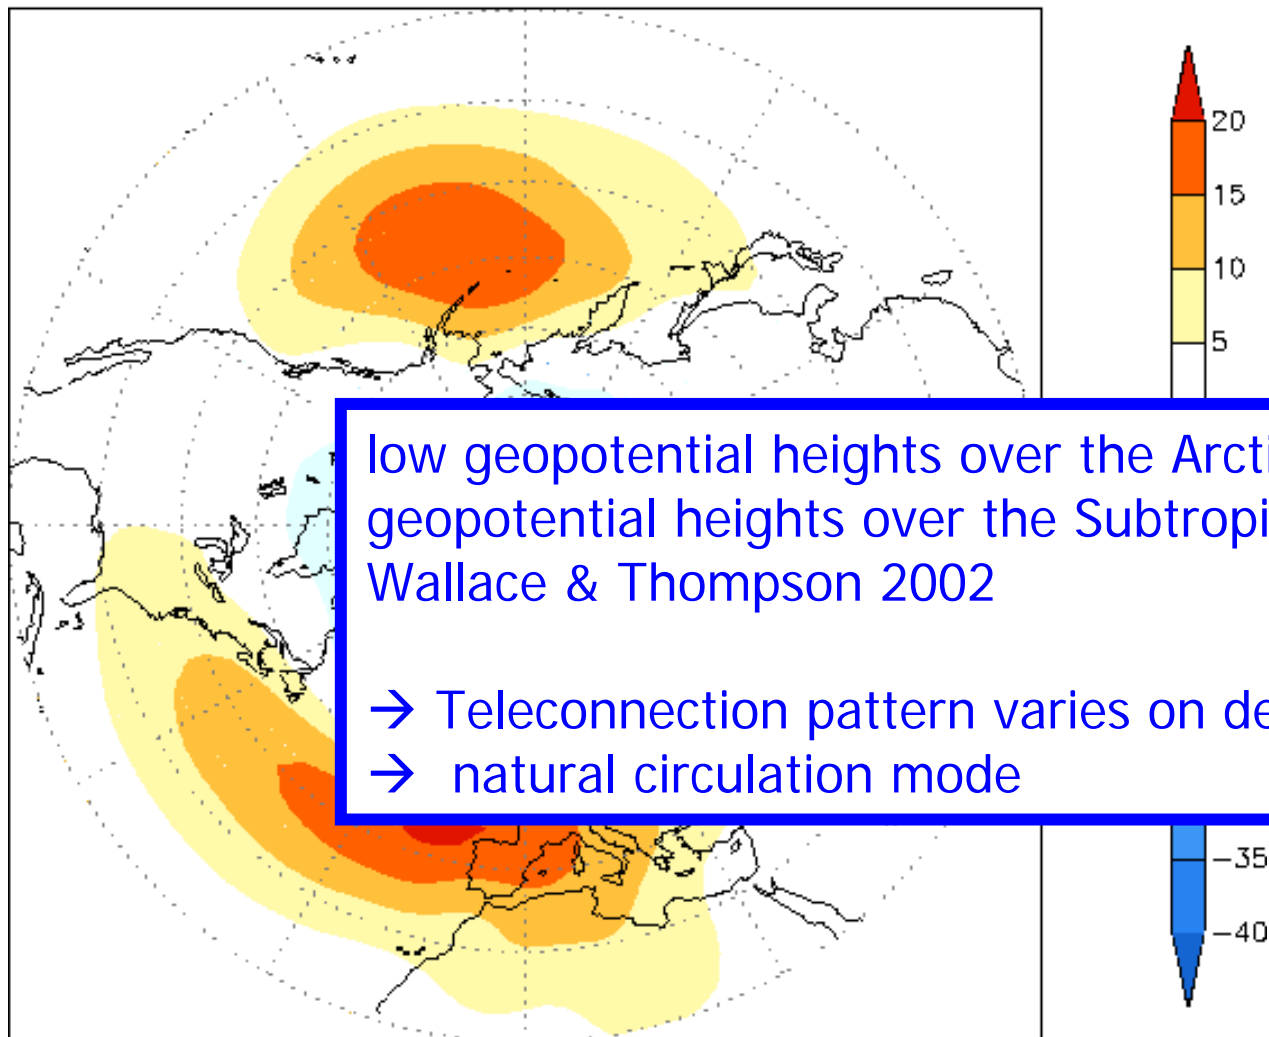 20
15
10
5
low geopotential heights over the Arcti
geopotential heights over the Subtropi
Wallace & Thompson 2002
→ Teleconnection pattern varies on de
→ natural circulation mode
−35
−40